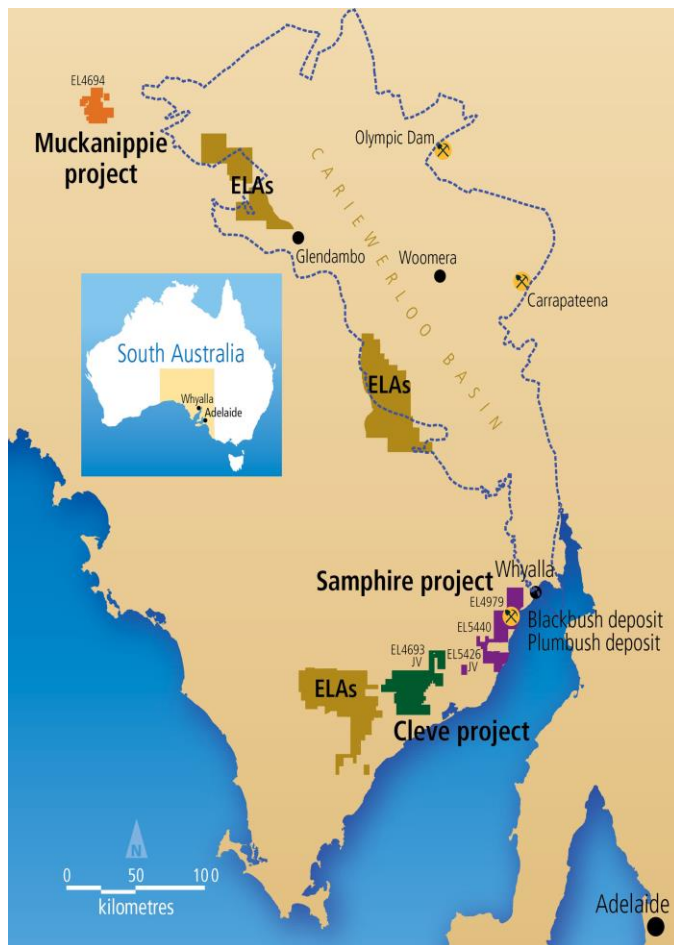 EL4694
Muckanippie
project
Olympic Dam
ELAs
CARIEWERLOO BASIN
Glendambo
Woomera
Carrapateena
South Australia
Whyalla
Adelaide
ELAs
Samphire project
Whyalla
EL4979
Blackbush deposit
EL5440
Plumbush deposit
EL4693
JV
EL5426
JV
ELAs
Cleve project
N
0 50 100
kilometres
Adelaide